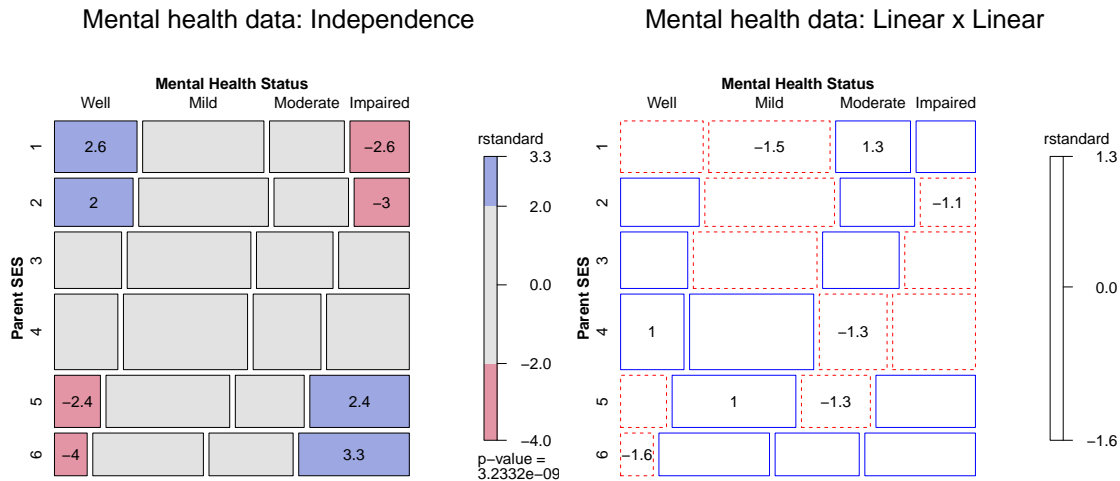 Mental health data: Independence
Mental Health Status
Well Mild Moderate Impaired
Parent SES
1 2.6 −2.6
2 2 −3
3
4
5 −2.4 2.4
6 −4 3.3
rstandard
3.3
2.0
0.0
−2.0
−4.0
p−value =
3.2332e−09
Mental health data: Linear x Linear
Mental Health Status
Well Mild Moderate Impaired
Parent SES
1 −1.5 1.3
2 −1.1
3
4 1 −1.3
5 1 −1.3
6 −1.6
rstandard
1.3
0.0
−1.6